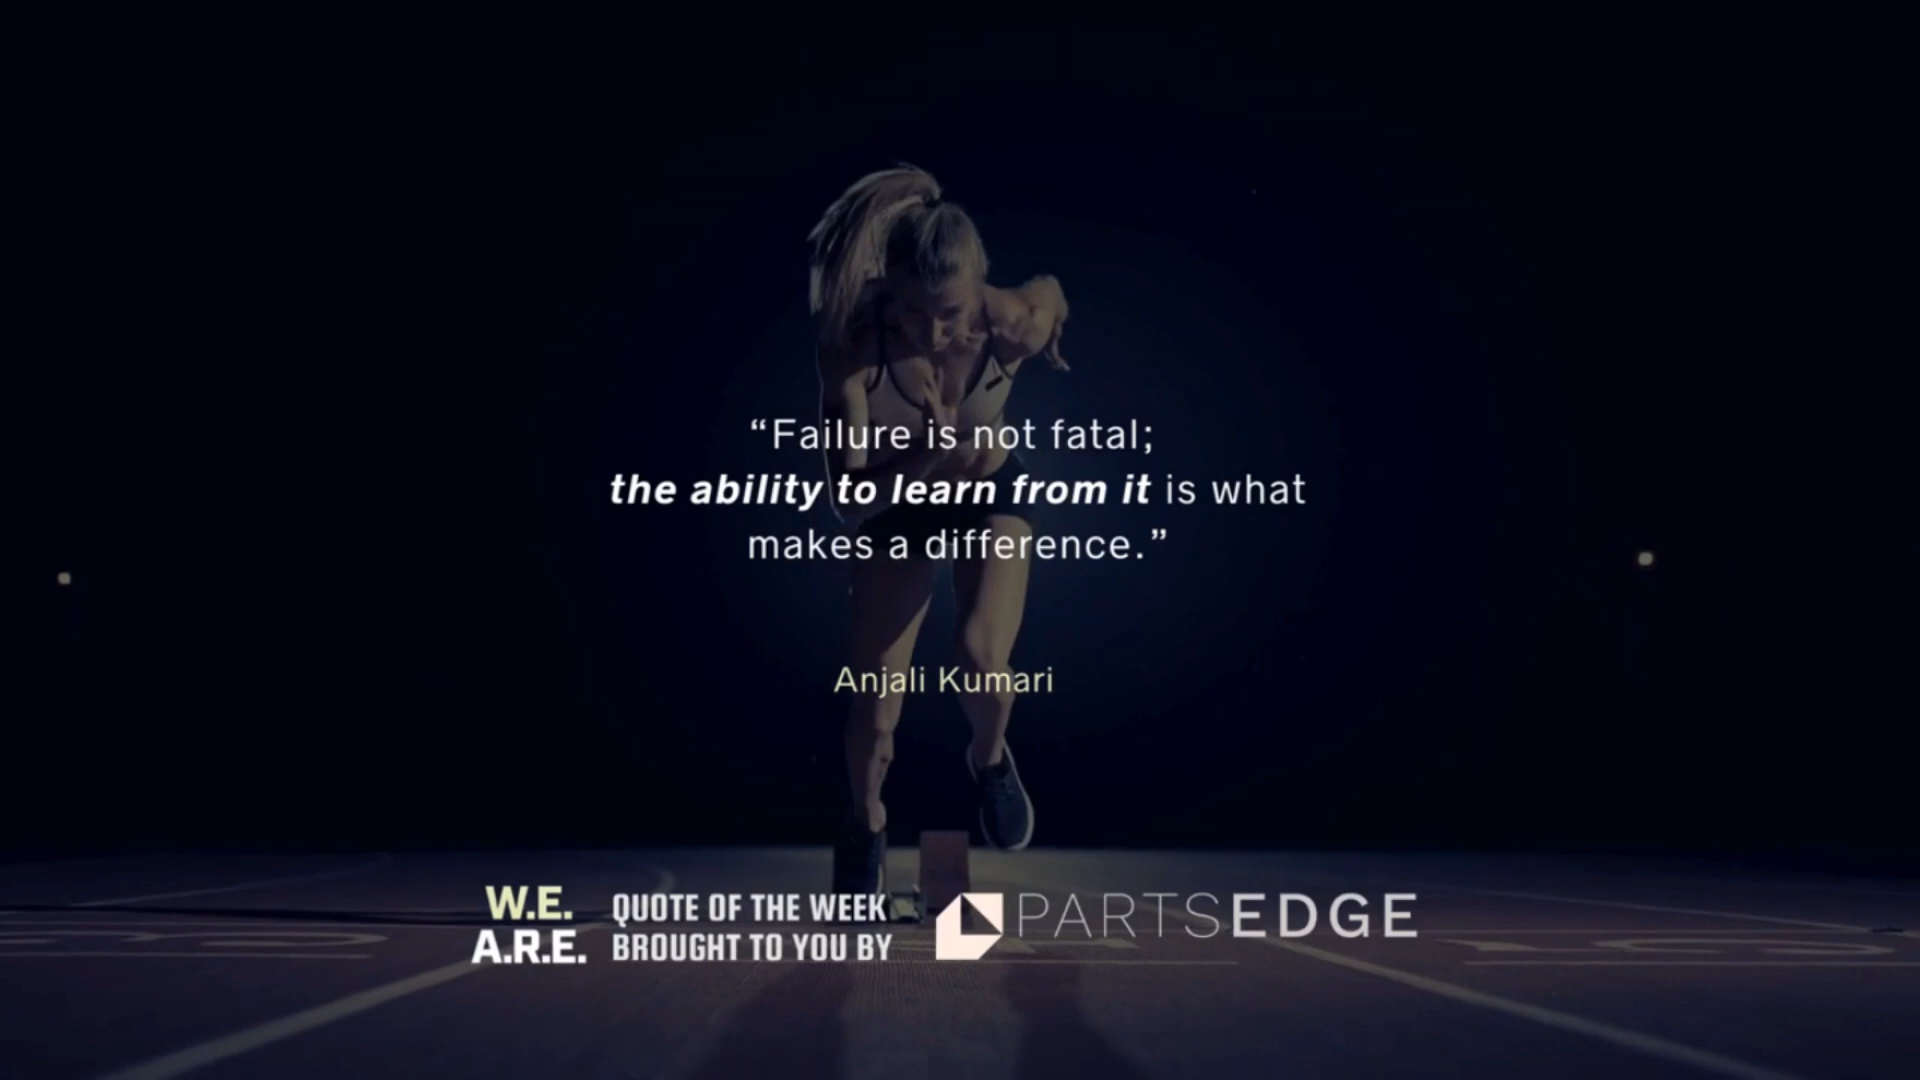 “Failure is not fatal;
the ability to learn from it is what
makes a difference.”
Anjali Kumari
W.E.
A.R.E.
QUOTE OF THE WEEK
BROUGHT TO YOU BY
PARTSEDGE